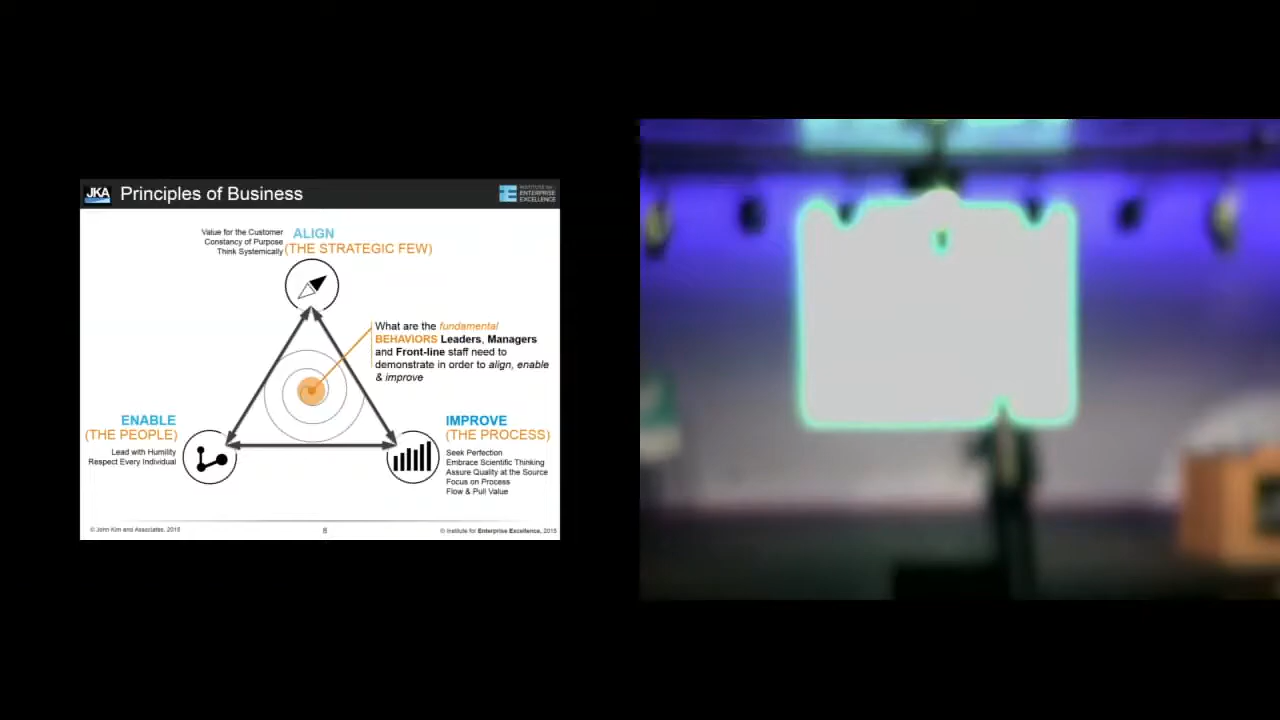 JKA
Principles of Business
INSTITUTE for
ENTERPRISE
EXCELLENCE
Value for the Customer
Constancy of Purpose
Think Systemically
ALIGN
(THE STRATEGIC FEW)
What are the fundamental
BEHAVIORS Leaders, Managers
and Front-line staff need to
demonstrate in order to align, enable
& improve
ENABLE
(THE PEOPLE)
Lead with Humility
Respect Every Individual
IMPROVE
(THE PROCESS)
Seek Perfection
Embrace Scientific Thinking
Assure Quality at the Source
Focus on Process
Flow & Pull Value
© John Kim and Associates, 2015
© Institute for Enterprise Excellence, 2015